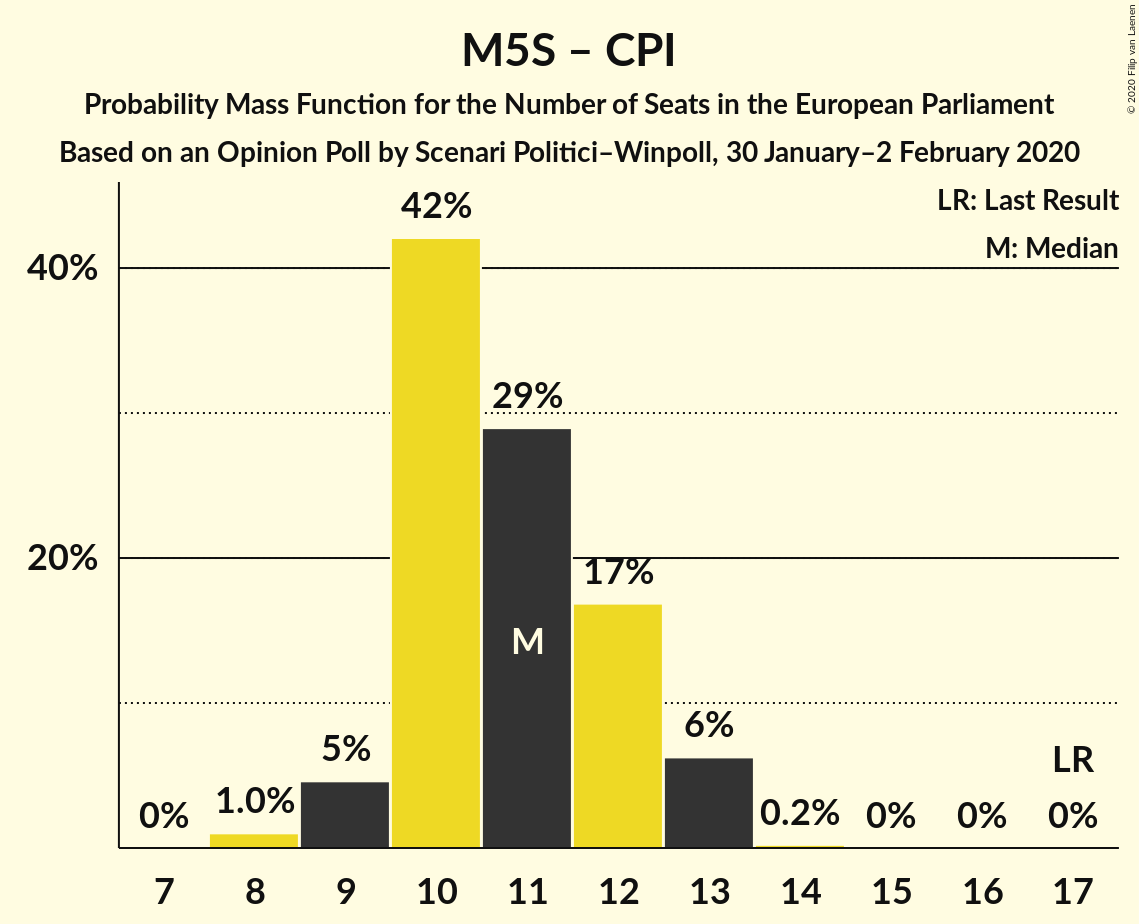 M5S – CPI
Probability Mass Function for the Number of Seats in the European Parliament
Based on an Opinion Poll by Scenari Politici–Winpoll, 30 January–2 February 2020
© 2020 Filip van Laenen
LR: Last Result
M: Median
40%
20%
0%
1.0%
5%
42%
29%
M
17%
6%
0.2%
0%
0%
LR
0%
7 8 9 10 11 12 13 14 15 16 17